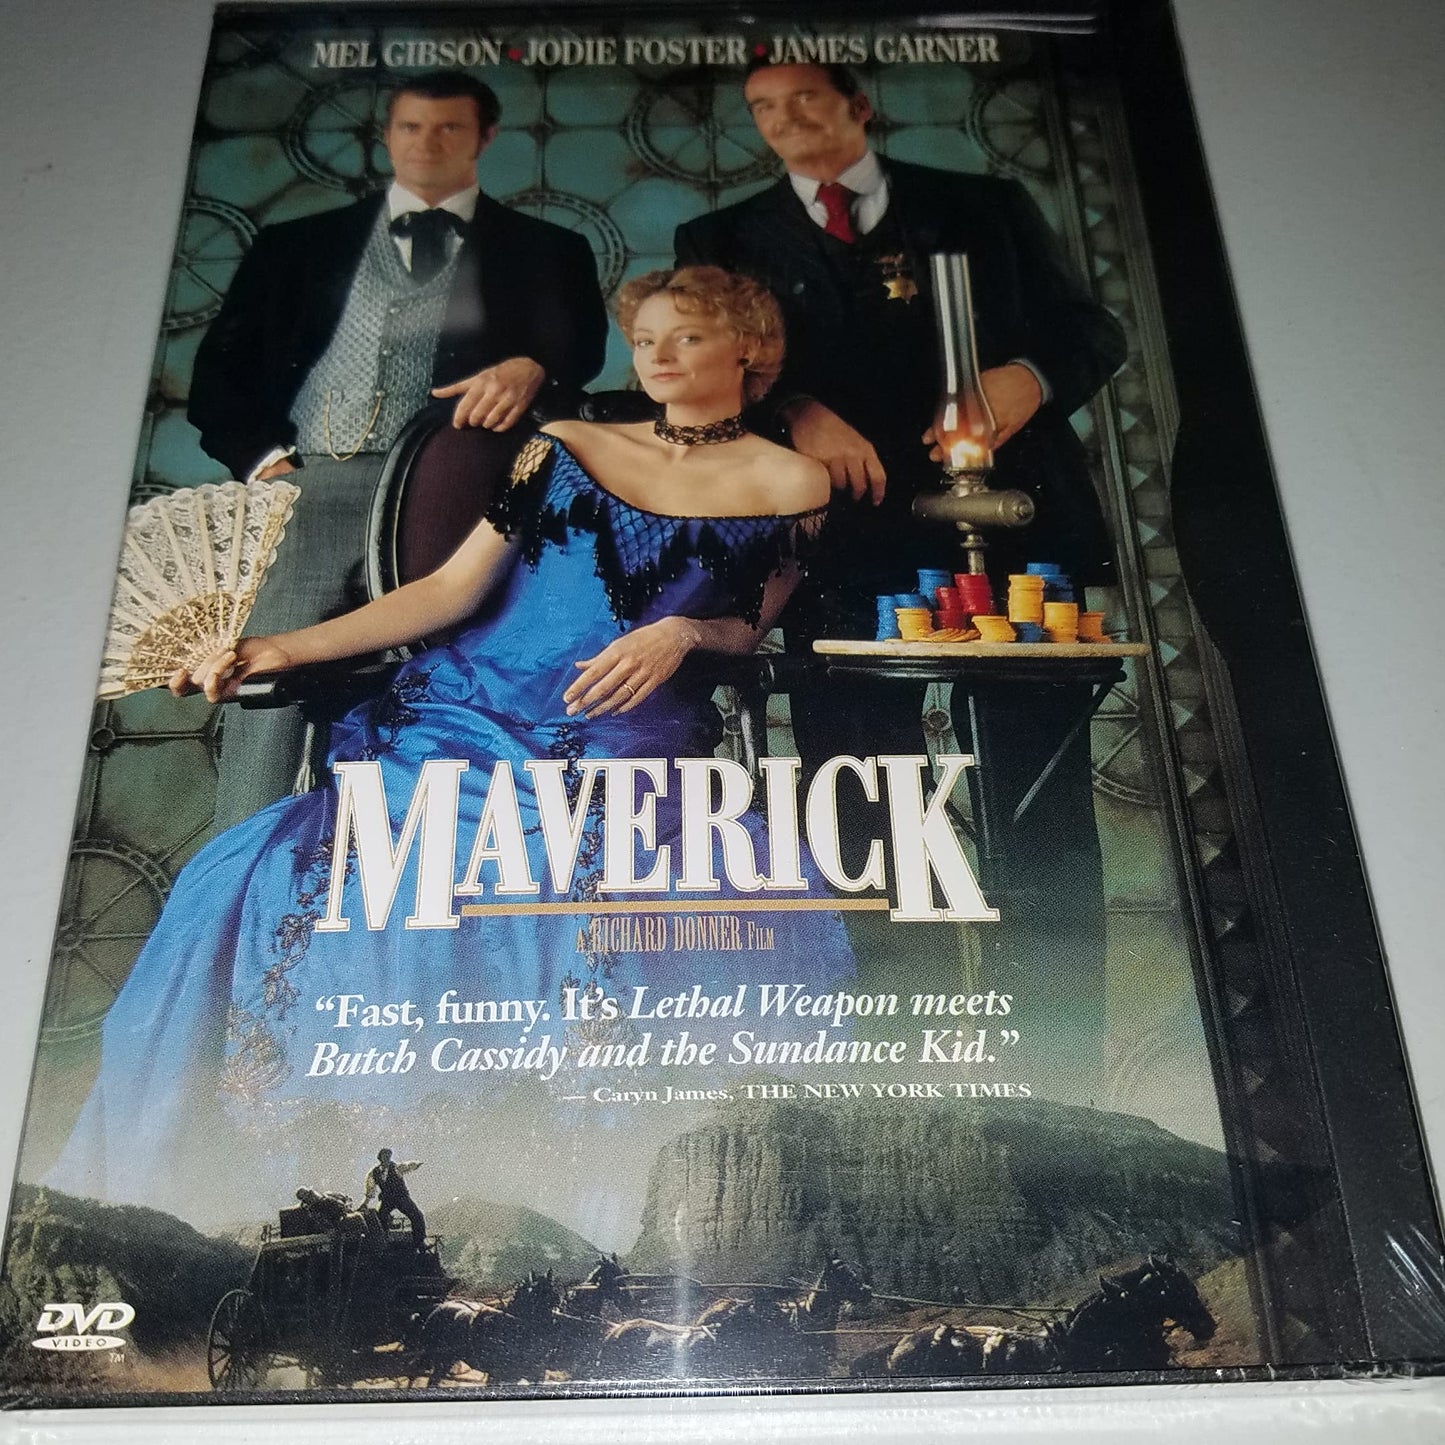 MEL GIBSON • JODIE FOSTER • JAMES GARNER
MAVERICK
A RICHARD DONNER FILM
“Fast, funny. It’s Lethal Weapon meets
Butch Cassidy and the Sundance Kid.”
— Caryn James, THE NEW YORK TIMES
DVD
VIDEO
TM